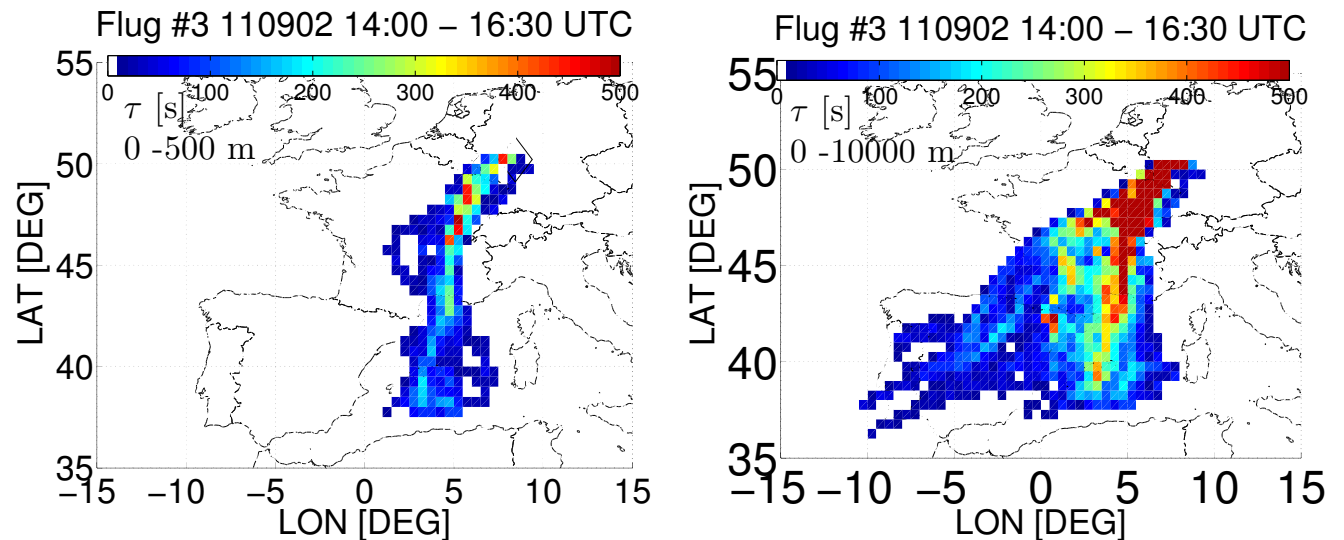 Flug #3 110902 14:00 − 16:30 UTC
0 100 200 300 400 500
τ [s]
0 -500 m
55
50
45
40
35
LAT [DEG]
−15 −10 −5 0 5 10 15
LON [DEG]
Flug #3 110902 14:00 − 16:30 UTC
0 100 200 300 400 500
τ [s]
0 -10000 m
55
50
45
40
35
LAT [DEG]
−15 −10 −5 0 5 10 15
LON [DEG]